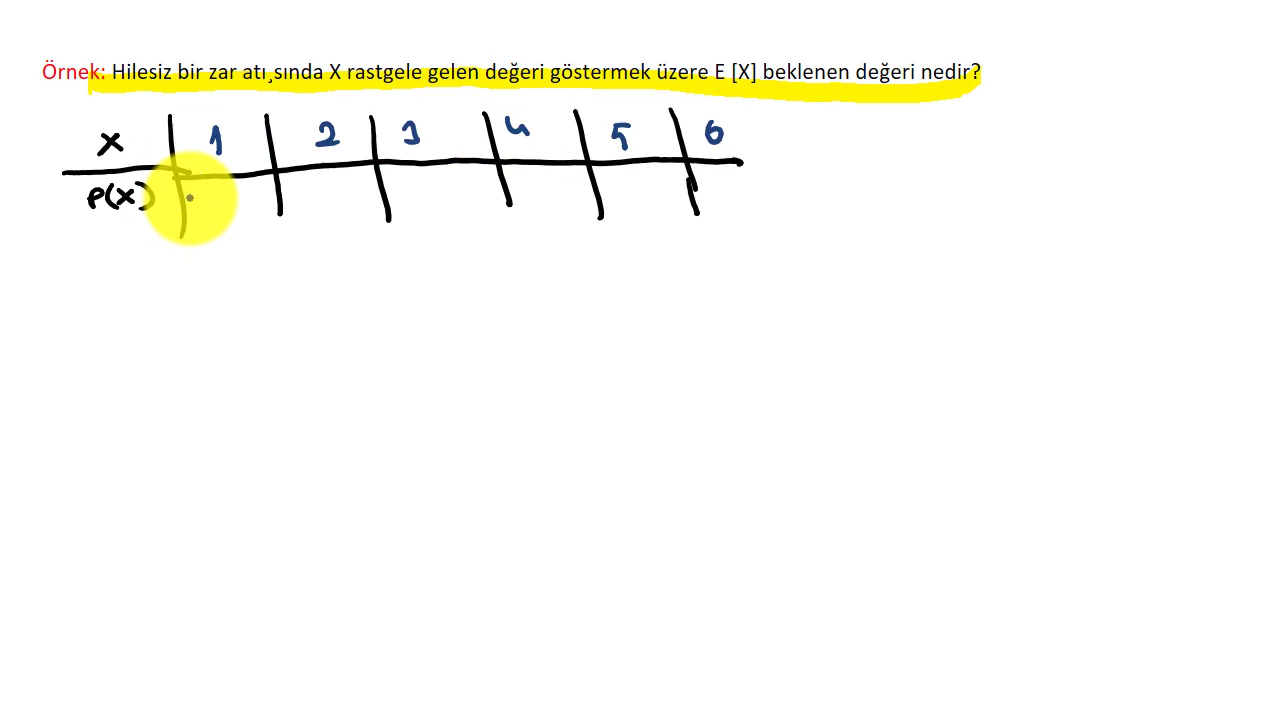 Örnek: Hilesiz bir zar atı¸sında X rastgele gelen değeri göstermek üzere E [X] beklenen değeri nedir?
X 1 2 3 4 5 6
P(X)